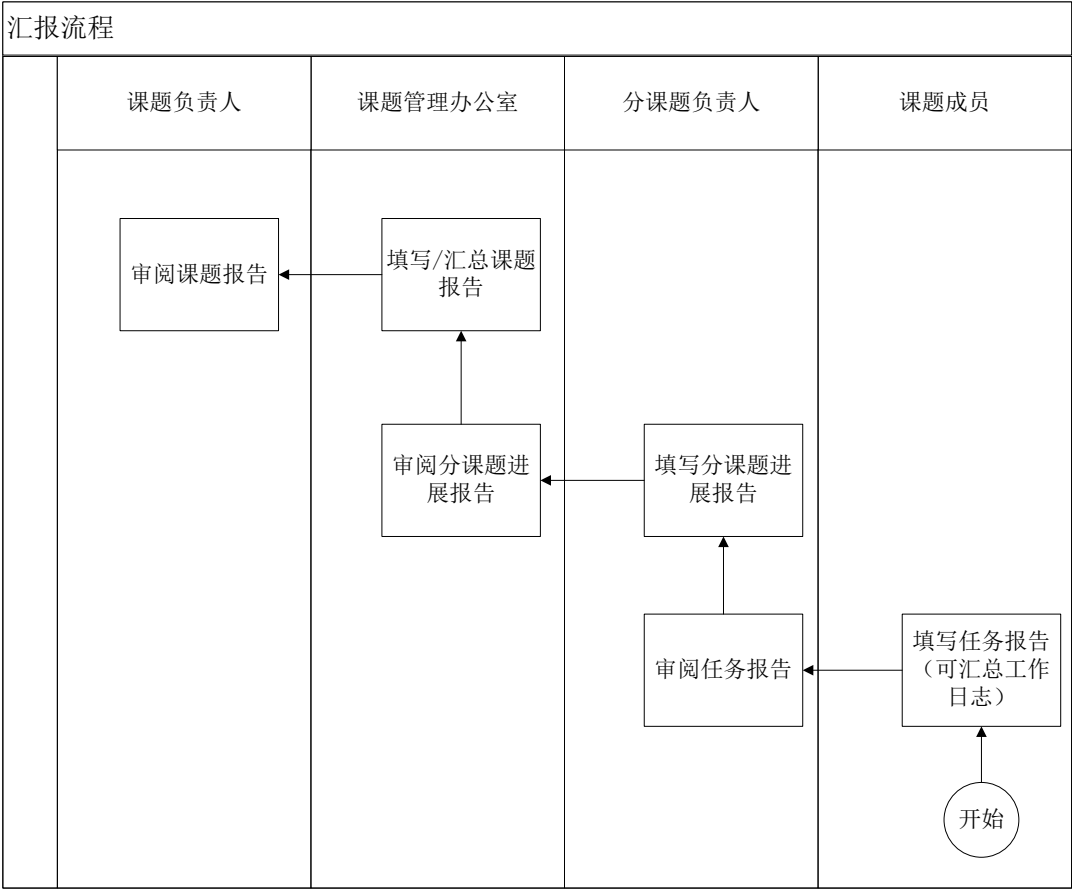 汇报流程
课题负责人
课题管理办公室
分课题负责人
课题成员
审阅课题报告
填写/汇总课题
报告
审阅分课题进
展报告
填写分课题进
展报告
审阅任务报告
填写任务报告
（可汇总工作
日志）
开始